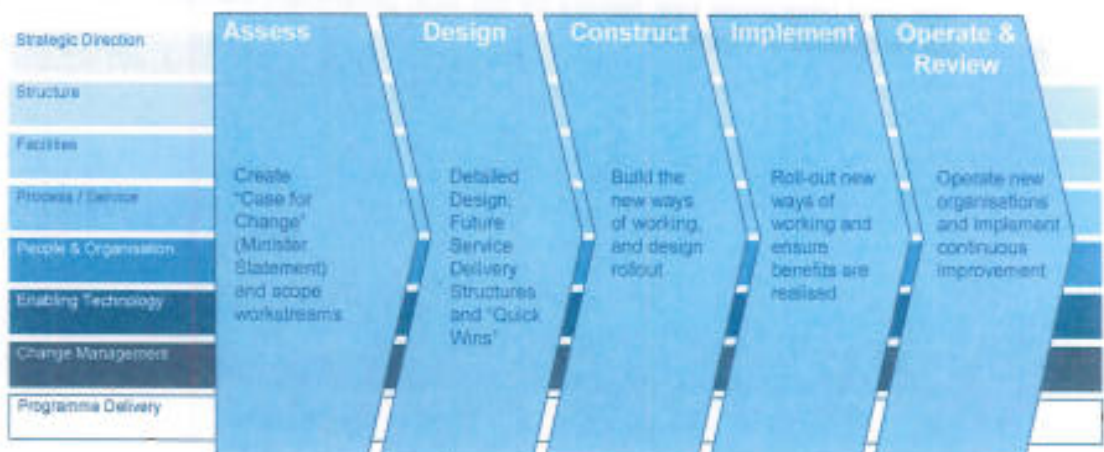 Strategic Direction
Structure
Facilities
Process / Service
People & Organisation
Enabling Technology
Change Management
Programme Delivery
Assess
Create
"Case for
Change"
(Minister
Statement)
and scope
workstreams
Design
Detailed
Design,
Future
Service
Delivery
Structures
and "Quick
Wins"
Construct
Build the
new ways
of working,
and design
rollout
Implement
Roll-out new
ways of
working and
ensure
benefits are
realised
Operate &
Review
Operate new
organisations
and implement
continuous
improvement